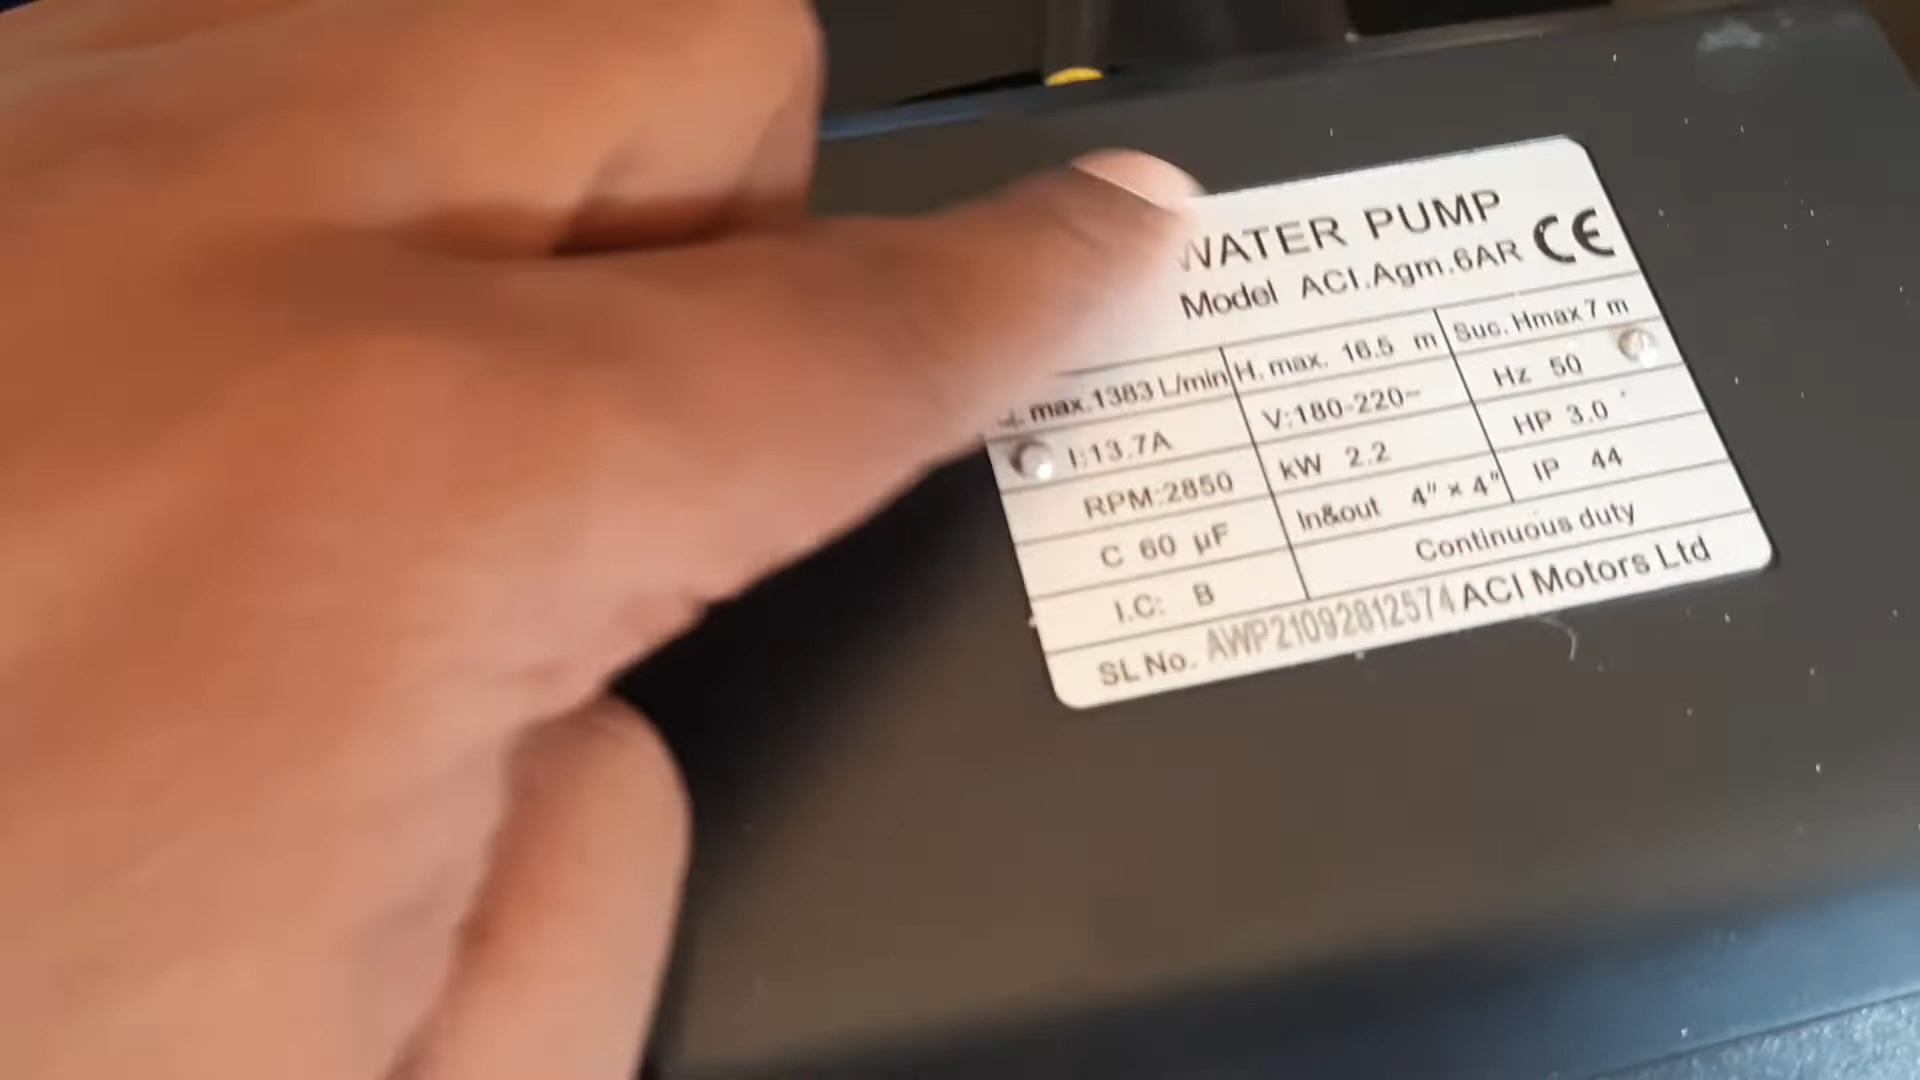 WATER PUMP
CE
Model ACI.Agm.6AR
max.1383 L/min H. max. 16.5 m Suc. Hmax 7 m
I:13.7A V:180-220~ Hz 50
RPM:2850 kW 2.2 HP 3.0
C 60 µF In&out 4" × 4" IP 44
I.C: B Continuous duty
SL No. AWP21092812574 ACI Motors Ltd